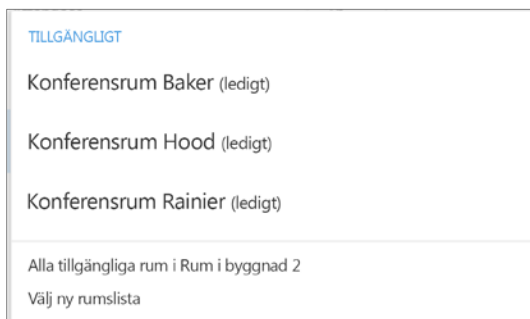 TILLGÄNGLIGT
Konferensrum Baker (ledigt)
Konferensrum Hood (ledigt)
Konferensrum Rainier (ledigt)
Alla tillgängliga rum i Rum i byggnad 2
Välj ny rumslista